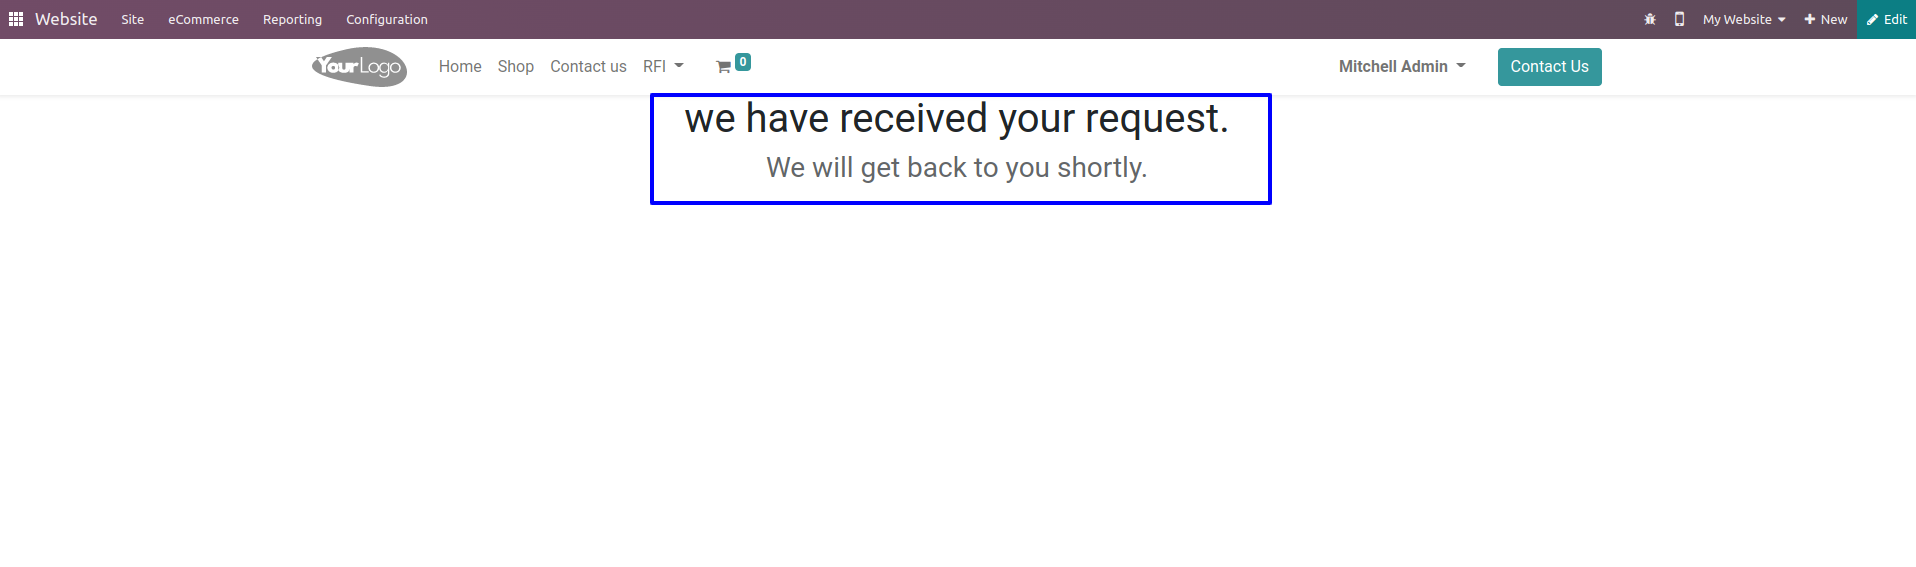 Website Site eCommerce Reporting Configuration My Website New Edit
YourLogo Home Shop Contact us RFI 0 Mitchell Admin Contact Us
we have received your request.
We will get back to you shortly.